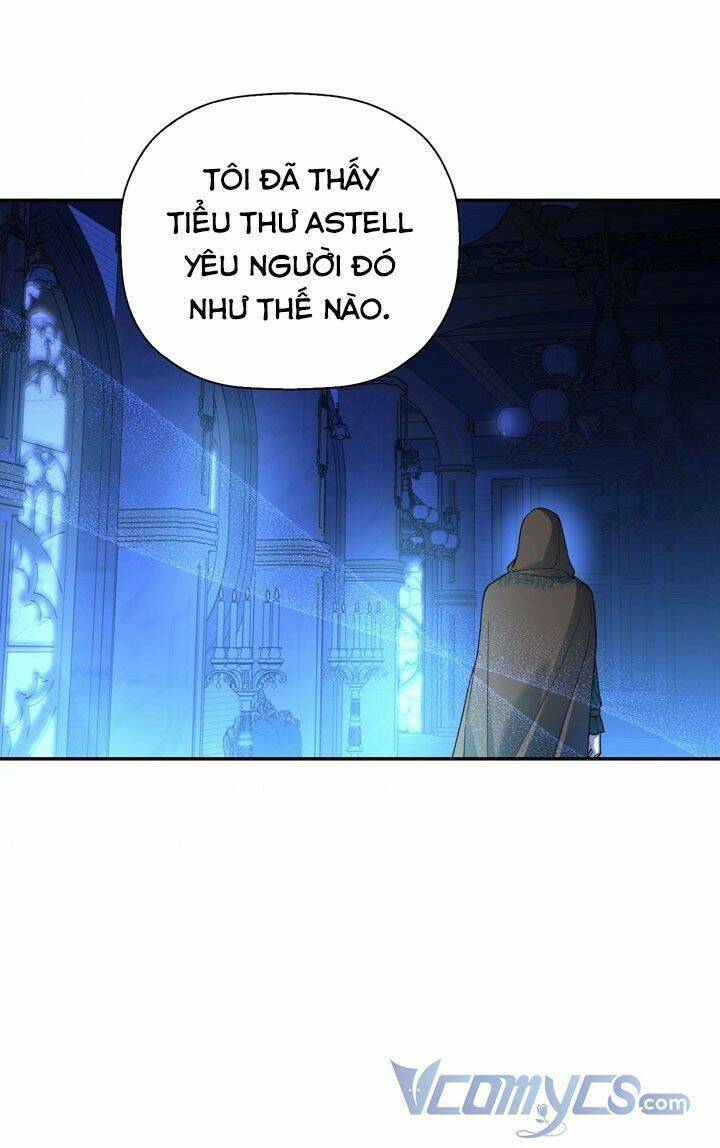 TÔI ĐÃ THẤY
TIỂU THƯ ASTELL
YÊU NGƯỜI ĐÓ
NHƯ THẾ NÀO.
Vcomycs.com